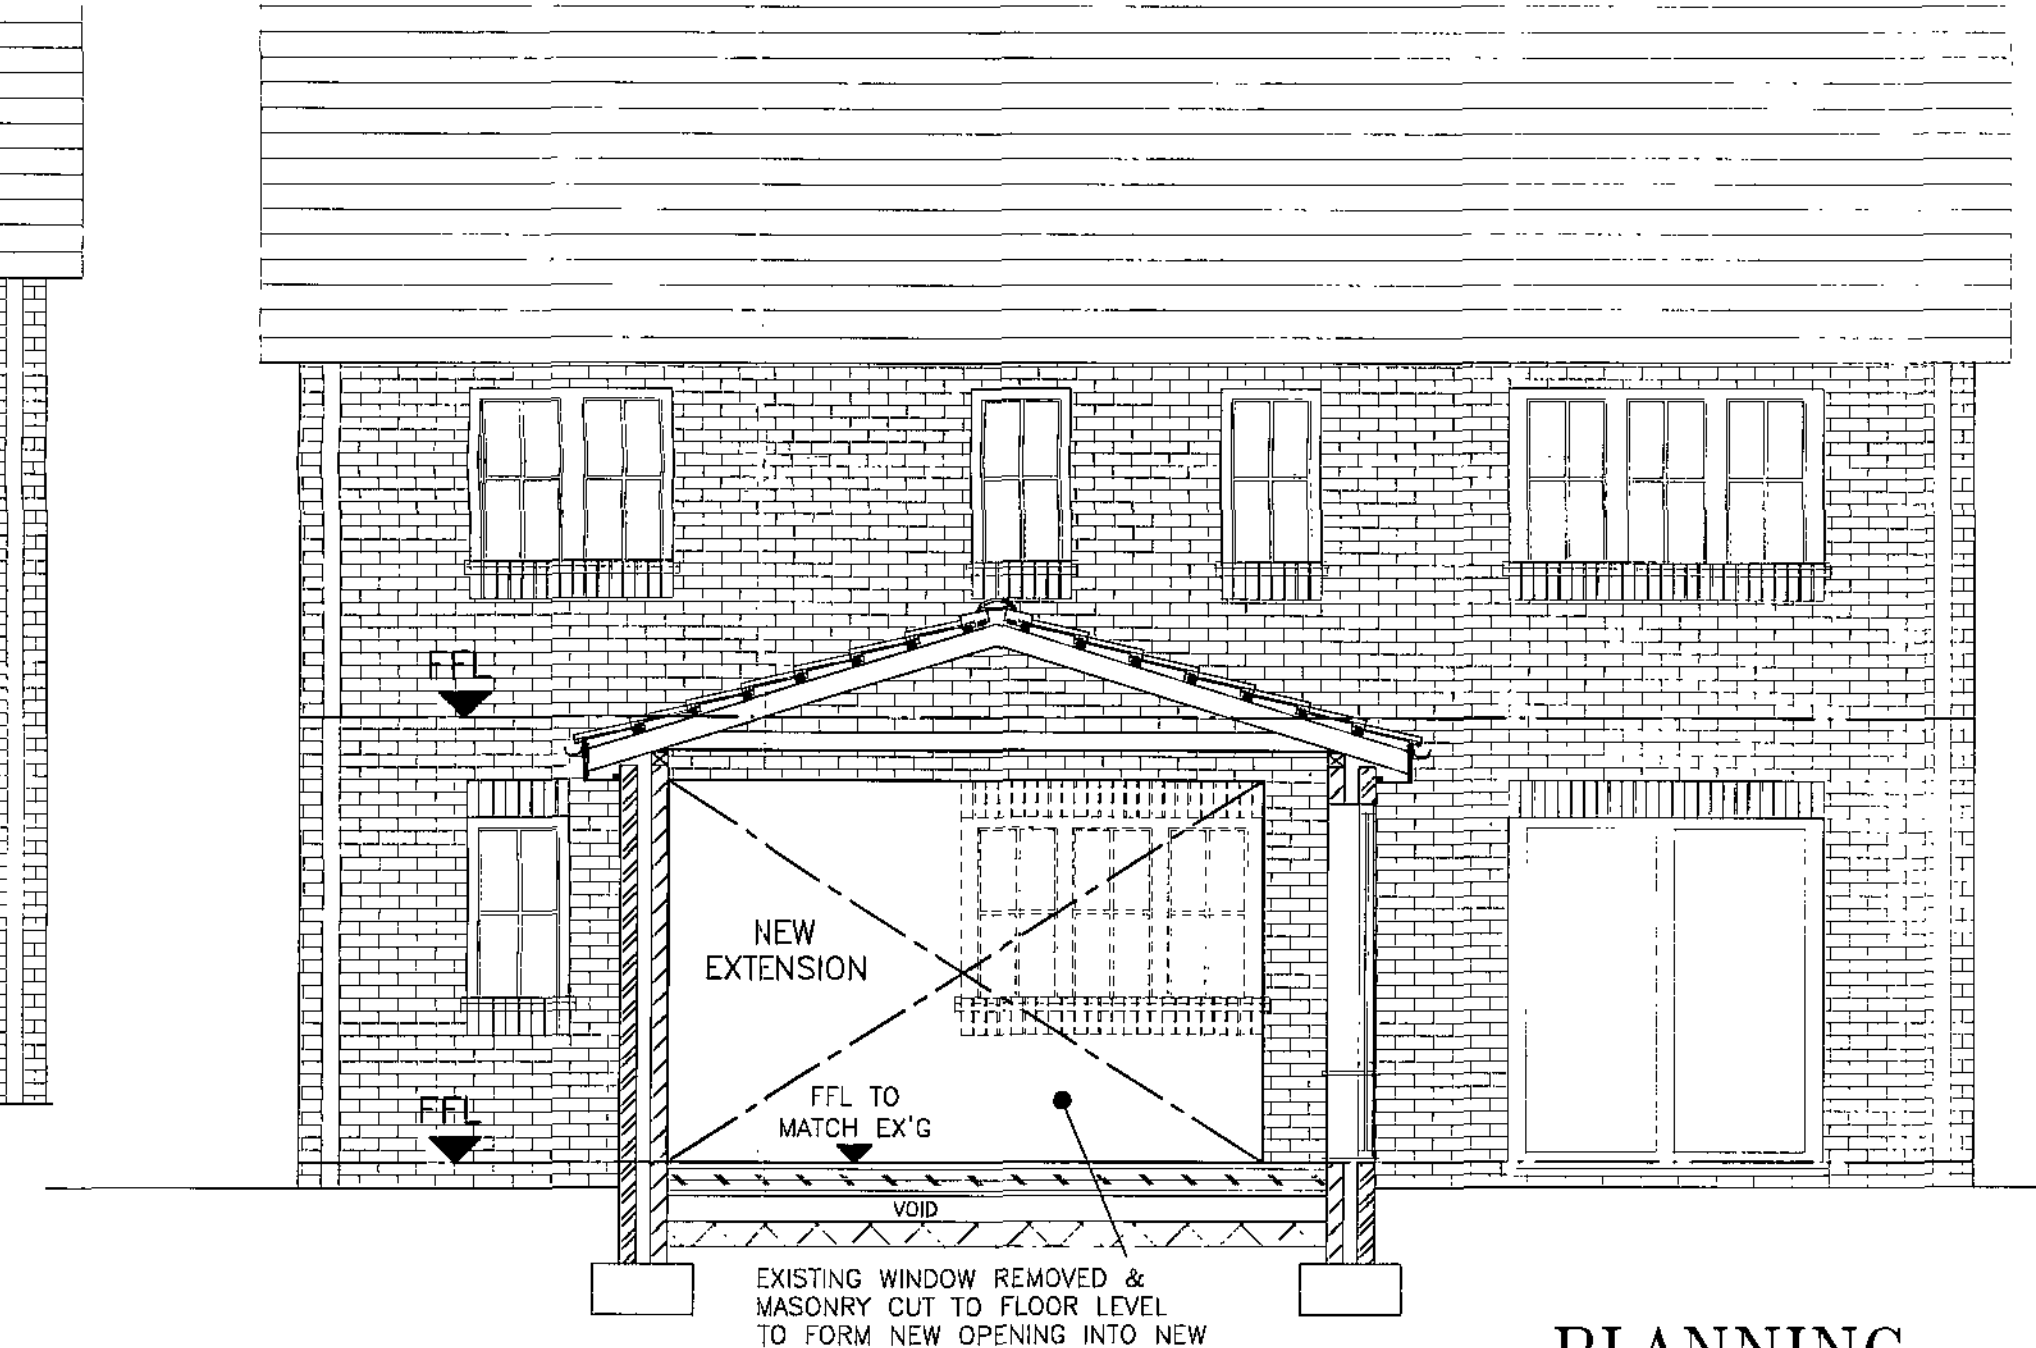 FFL
NEW
EXTENSION
FFL
FFL TO
MATCH EX'G
VOID
EXISTING WINDOW REMOVED &
MASONRY CUT TO FLOOR LEVEL
TO FORM NEW OPENING INTO NEW
PLANNING